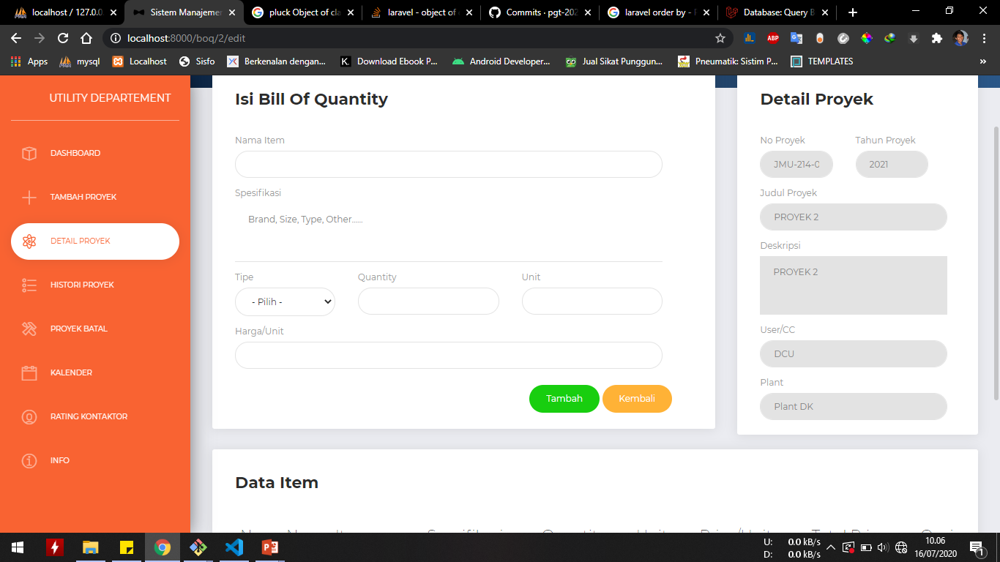 localhost / 127.0.0.
Sistem Manajemen
pluck Object of cla
laravel - object of
Commits · pgt-202
laravel order by - P
Database: Query B
localhost:8000/boq/2/edit
Apps
mysql
Localhost
Sisfo
Berkenalan dengan...
Download Ebook P...
Android Developer...
Jual Sikat Punggun...
Pneumatik: Sistim P...
TEMPLATES
»
UTILITY DEPARTEMENT
DASHBOARD
TAMBAH PROYEK
DETAIL PROYEK
HISTORI PROYEK
PROYEK BATAL
KALENDER
RATING KONTAKTOR
INFO
Isi Bill Of Quantity
Nama Item
Spesifikasi
Brand, Size, Type, Other......
Tipe Quantity Unit
- Pilih -
Harga/Unit
Tambah Kembali
Detail Proyek
No Proyek Tahun Proyek
JMU-214-0 2021
Judul Proyek
PROYEK 2
Deskripsi
PROYEK 2
User/CC
DCU
Plant
Plant DK
Data Item
U: 0.0 kB/s
D: 0.0 kB/s
10.06
16/07/2020
1